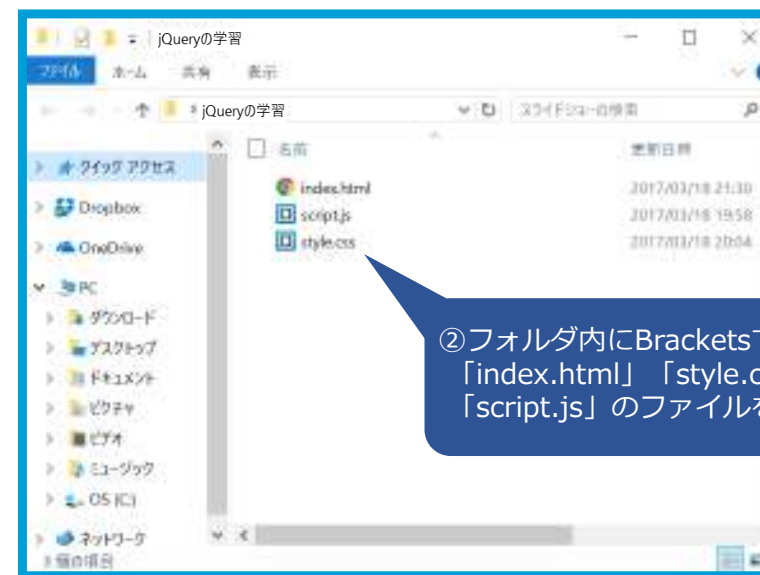 jQueryの学習
ファイル ホーム 共有 表示
jQueryの学習
名前 更新日時
クイック アクセス
Dropbox
OneDrive
PC
ダウンロード
デスクトップ
ドキュメント
ピクチャ
ビデオ
ミュージック
OS (C:)
ネットワーク
index.html 2017/03/18 21:30
script.js 2017/03/18 19:58
style.css 2017/03/18 20:04
②フォルダ内にBrackets
「index.html」「style.c
「script.js」のファイルを
3 個の項目